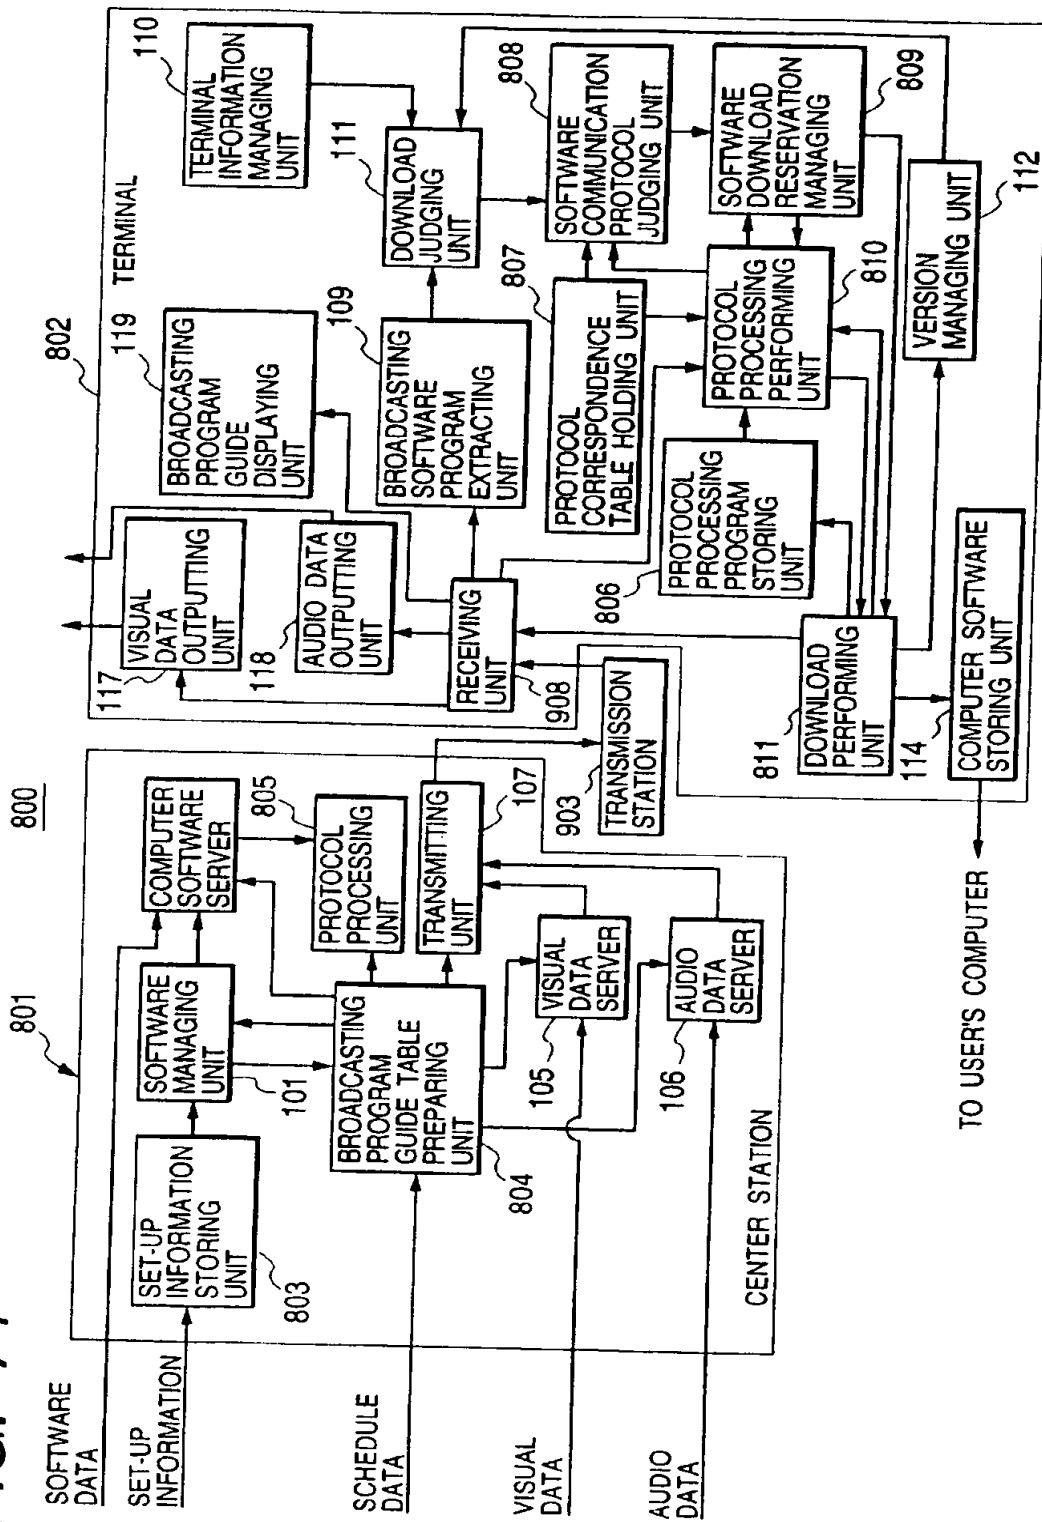 800
801
SOFTWARE
DATA
SET-UP
INFORMATION
SCHEDULE
DATA
VISUAL
DATA
AUDIO
DATA
SET-UP
INFORMATION
STORING
UNIT
803
SOFTWARE
MANAGING
UNIT
101
COMPUTER
SOFTWARE
SERVER
BROADCASTING
PROGRAM
GUIDE TABLE
PREPARING
UNIT
804
PROTOCOL
PROCESSING
UNIT
805
TRANSMITTING
UNIT
107
VISUAL
DATA
SERVER
105
AUDIO
DATA
SERVER
106
CENTER STATION
TRANSMISSION
STATION
903
802
TERMINAL
VISUAL
DATA
OUTPUTTING
UNIT
117
AUDIO DATA
OUTPUTTING
UNIT
118
RECEIVING
UNIT
908
BROADCASTING
PROGRAM
GUIDE
DISPLAYING
UNIT
119
BROADCASTING
SOFTWARE
PROGRAM
EXTRACTING
UNIT
109
TERMINAL
INFORMATION
MANAGING
UNIT
110
DOWNLOAD
JUDGING
UNIT
111
PROTOCOL
CORRESPONDENCE
TABLE HOLDING UNIT
807
SOFTWARE
COMMUNICATION
PROTOCOL
JUDGING UNIT
808
PROTOCOL
PROCESSING
PROGRAM
STORING
UNIT
806
PROTOCOL
PROCESSING
PERFORMING
UNIT
810
SOFTWARE
DOWNLOAD
RESERVATION
MANAGING
UNIT
809
DOWNLOAD
PERFORMING
UNIT
811
VERSION
MANAGING UNIT
112
COMPUTER SOFTWARE
STORING UNIT
114
TO USER'S COMPUTER